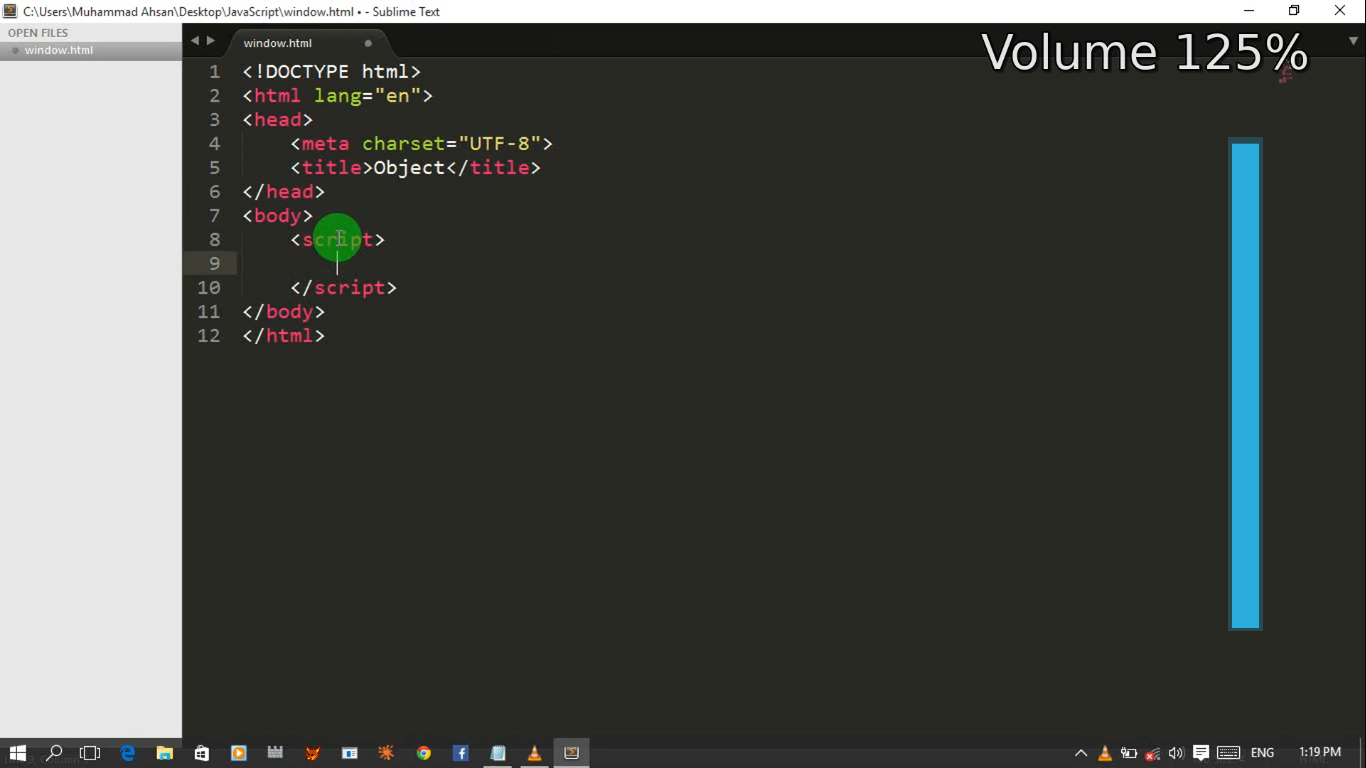 C:\Users\Muhammad Ahsan\Desktop\JavaScript\window.html • - Sublime Text
OPEN FILES
window.html
window.html
Volume 125%
1 <!DOCTYPE html>
2 <html lang="en">
3 <head>
4 <meta charset="UTF-8">
5 <title>Object</title>
6 </head>
7 <body>
8 <script>
9
10 </script>
11 </body>
12 </html>
ENG
1:19 PM